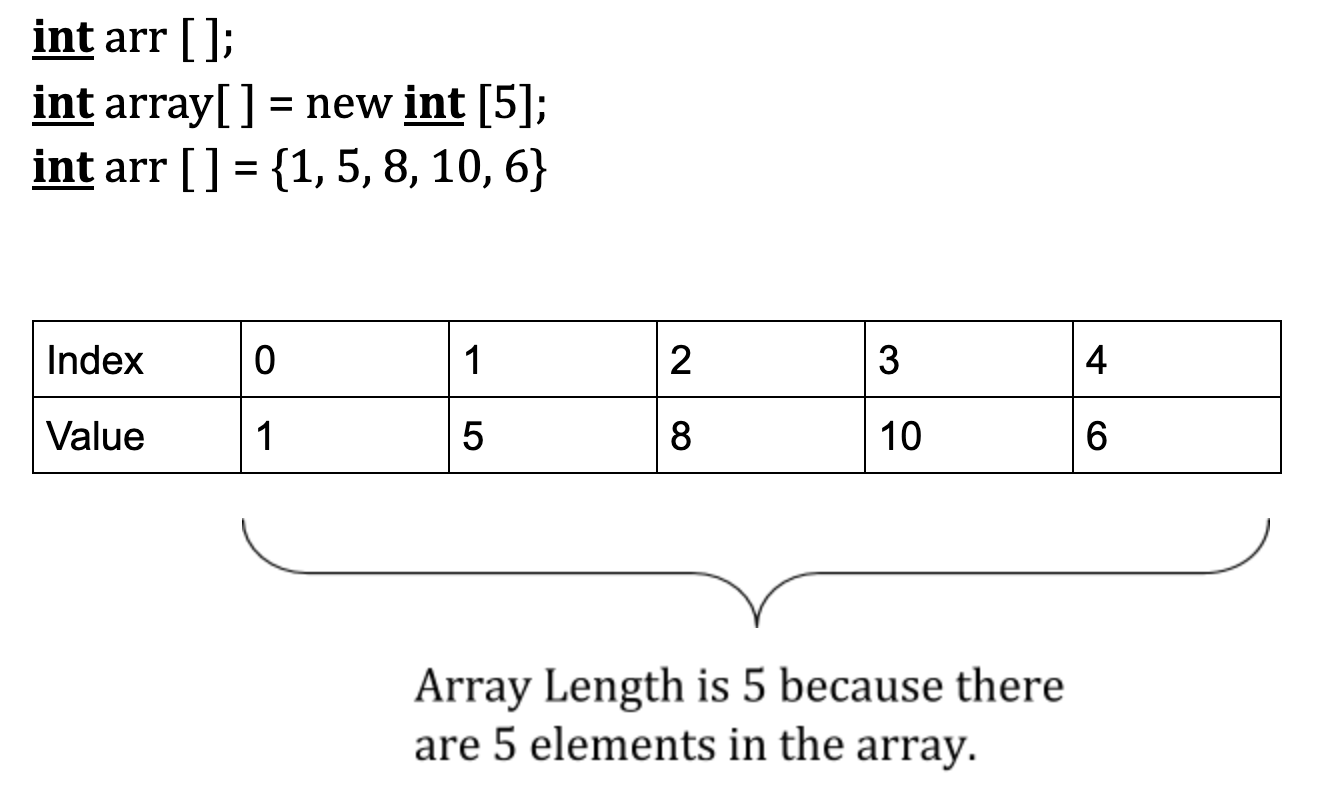 int arr [ ];
int array[ ] = new int [5];
int arr [ ] = {1, 5, 8, 10, 6}
Index 0 1 2 3 4
Value 1 5 8 10 6
Array Length is 5 because there
are 5 elements in the array.